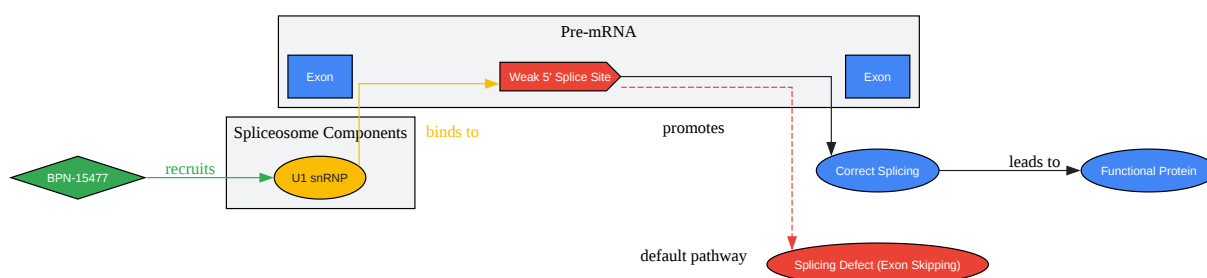 Pre-mRNA
Exon
Weak 5' Splice Site
Exon
Spliceosome Components
binds to
promotes
BPN-15477
recruits
U1 snRNP
Correct Splicing
leads to
Functional Protein
default pathway
Splicing Defect (Exon Skipping)